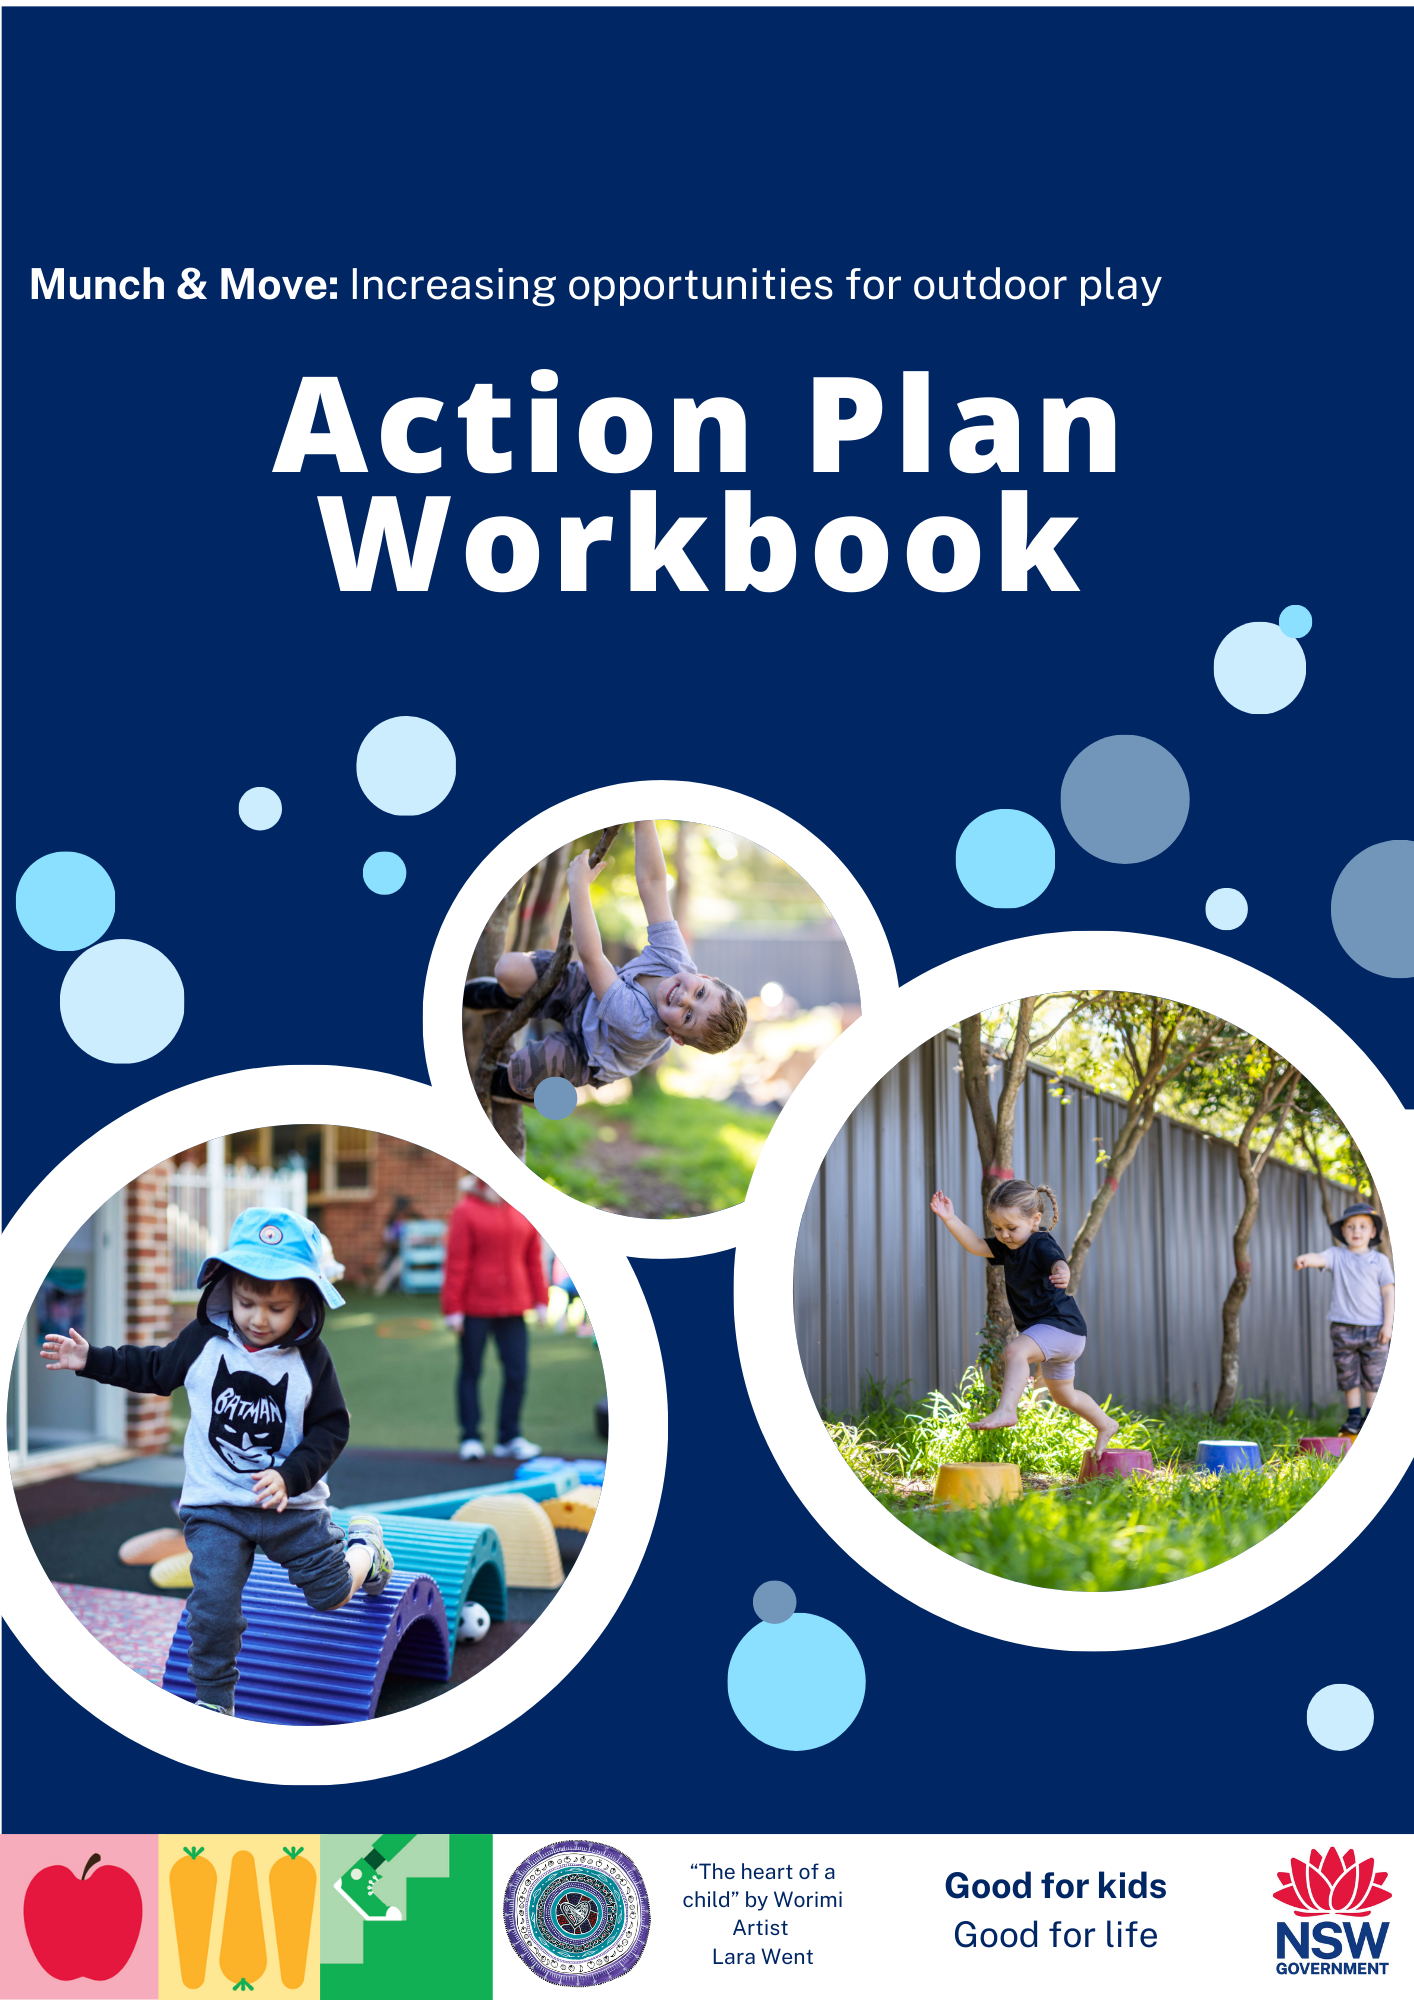 Munch & Move: Increasing opportunities for outdoor play
Action Plan
Workbook
BATMAN
“The heart of a
child” by Worimi
Artist
Lara Went
Good for kids
Good for life
NSW
GOVERNMENT